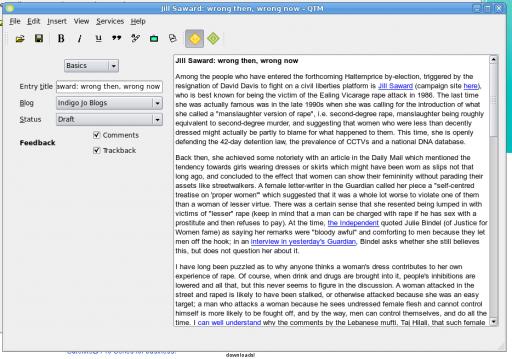 Jill Saward: wrong then, wrong now - QTM
File Edit Insert View Services Help
B I U
Basics
Entry title sward: wrong then, wrong now
Blog Indigo Jo Blogs
Status Draft
Comments
Feedback
Trackback
Jill Saward: wrong then, wrong now
Among the people who have entered the forthcoming Haltemprice by-election, triggered by the
resignation of David Davis to fight on a civil liberties platform is Jill Saward (campaign site here),
who is best known for being the victim of the Ealing Vicarage rape attack in 1986. The last time
she was actually famous was in the late 1990s when she was calling for the introduction of what
she called a "manslaughter version of rape", i.e. second-degree rape, manslaughter being roughly
equivalent to second-degree murder, and suggesting that women who were less than decently
dressed might actually be partly to blame for what happened to them. This time, she is openly
defending the 42-day detention law, the prevalence of CCTVs and a national DNA database.
Back then, she achieved some notoriety with an article in the Daily Mail which mentioned the
tendency towards girls wearing dresses or skirts which might have been worn as slips not that
long ago, and concluded to the effect that women can show their femininity without parading their
assets like streetwalkers. A female letter-writer in the Guardian called her piece a "self-centred
treatise on 'proper women'" which suggested that it was a whole lot worse to violate one of them
than a woman of lesser virtue. There was a certain sense that she resented being lumped in with
victims of "lesser" rape (keep in mind that a man can be charged with rape if he has sex with a
prostitute and then refuses to pay). At the time, the Independent quoted Julie Bindel (of Justice for
Women fame) as saying her remarks were "bloody awful" and comforting to men because they let
men off the hook; in an interview in yesterday's Guardian, Bindel asks whether she still believes
this, but does not question her about it.
I have long been puzzled as to why anyone thinks a woman's dress contributes to her own
experience of rape. Of course, when drink and drugs are brought into it, people's inhibitions are
lowered and all that, but this never seems to figure in the discussion. A woman attacked in the
street and raped is likely to have been stalked, or otherwise attacked because she was an easy
target; a man who attacks a woman because he sees undressed female flesh and cannot control
himself is more likely to be fought off, and by the way, men can control themselves, and do all the
time. I can well understand why the comments by the Lebanese mufti, Taj Hilali, that such female
downloads!